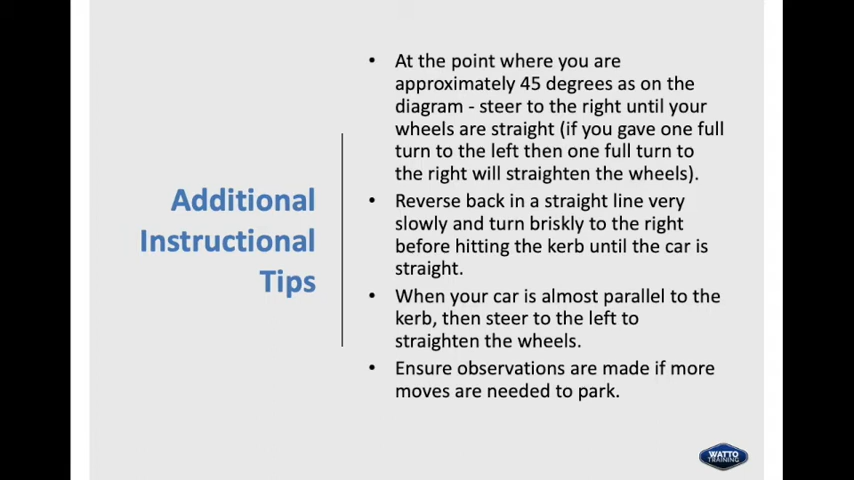 Additional
Instructional
Tips
• At the point where you are
approximately 45 degrees as on the
diagram - steer to the right until your
wheels are straight (if you gave one full
turn to the left then one full turn to
the right will straighten the wheels).
• Reverse back in a straight line very
slowly and turn briskly to the right
before hitting the kerb until the car is
straight.
• When your car is almost parallel to the
kerb, then steer to the left to
straighten the wheels.
• Ensure observations are made if more
moves are needed to park.
WATTO
TRAINING